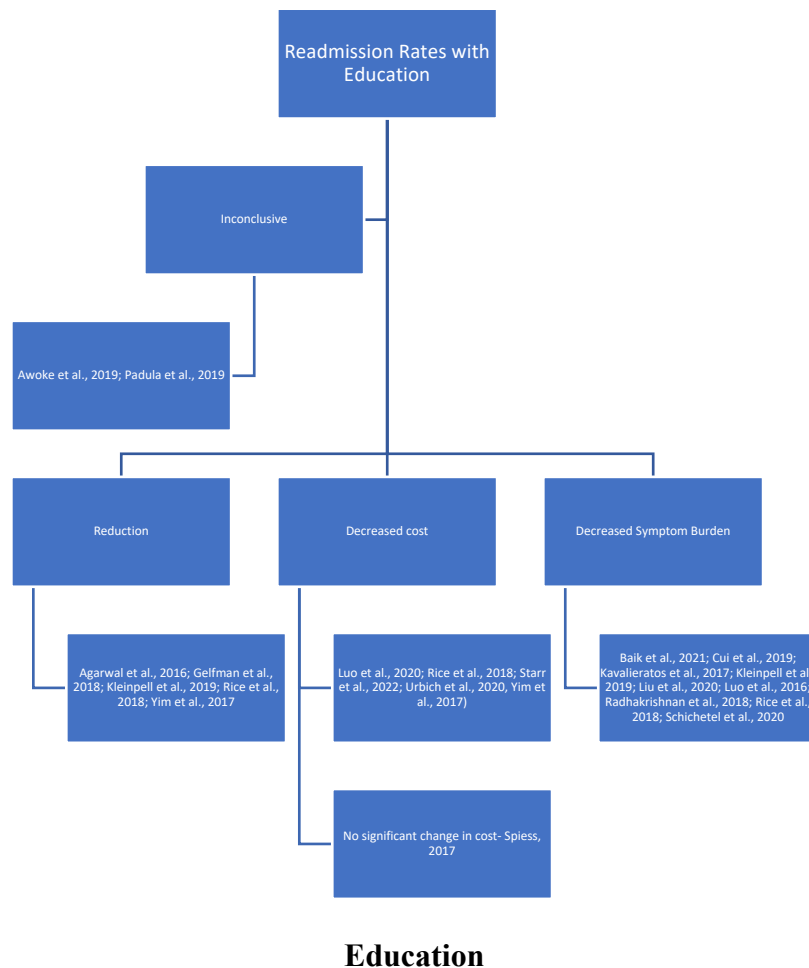 Readmission Rates with
Education
Inconclusive
Awoke et al., 2019; Padula et al., 2019
Reduction
Decreased cost
Decreased Symptom Burden
Agarwal et al., 2016; Gelfman et al.,
2018; Kleinpell et al., 2019; Rice et al.,
2018; Yim et al., 2017
Luo et al., 2020; Rice et al., 2018; Starr
et al., 2022; Urbich et al., 2020, Yim et
al., 2017)
Baik et al., 2021; Cui et al., 2019;
Kavalieratos et al., 2017; Kleinpell et al.,
2019; Liu et al., 2020; Luo et al., 2016;
Radhakrishnan et al., 2018; Rice et al.,
2018; Schichetel et al., 2020
No significant change in cost- Spiess,
2017
Education